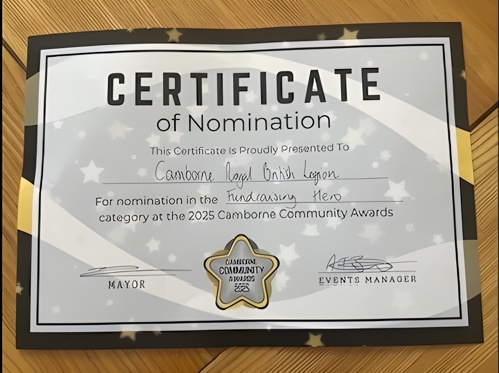 CERTIFICATE
of Nomination
This Certificate Is Proudly Presented To
Camborne Royal British Legion
For nomination in the Fundraising Hero
category at the 2025 Camborne Community Awards
CAMBORNE
COMMUNITY
AWARDS
2025
MAYOR
EVENTS MANAGER